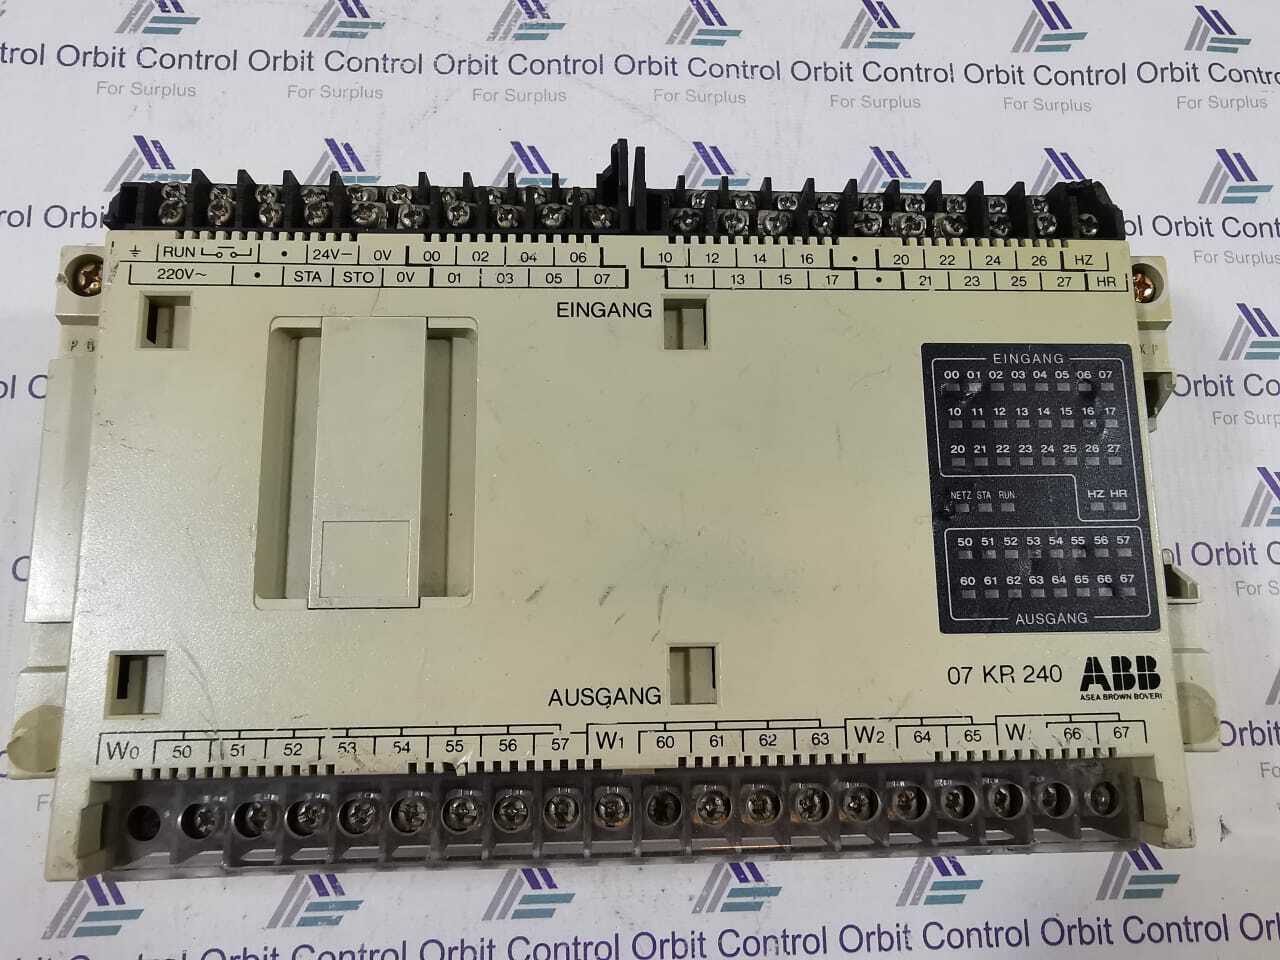 Control Orbit Control Orbit Control Orbit Control Orbit Control Orbit Control Orbit Control
For Surplus For Surplus For Surplus For Surplus For Surplus For Surplus For Surplus
Orbit
Orbit Control
RUN • 24V– 0V 00 02 04 06 10 12 14 16 • 20 22 24 26 HZ
220V~ • STA STO 0V 01 03 05 07 11 13 15 17 • 21 23 25 27 HR
EINGANG
EINGANG
00 01 02 03 04 05 06 07
10 11 12 13 14 15 16 17
20 21 22 23 24 25 26 27
NETZ STA RUN HZ HR
50 51 52 53 54 55 56 57
60 61 62 63 64 65 66 67
AUSGANG
Orbit
For
Orbit Control
For
07 KR 240 ABB
ASEA BROWN BOVERI
AUSGANG
W0 50 51 52 53 54 55 56 57 W1 60 61 62 63 W2 64 65 W 66 67
Orbit
Orbit Control Orbit Control Orbit Control Orbit Control Orbit Control Orbit